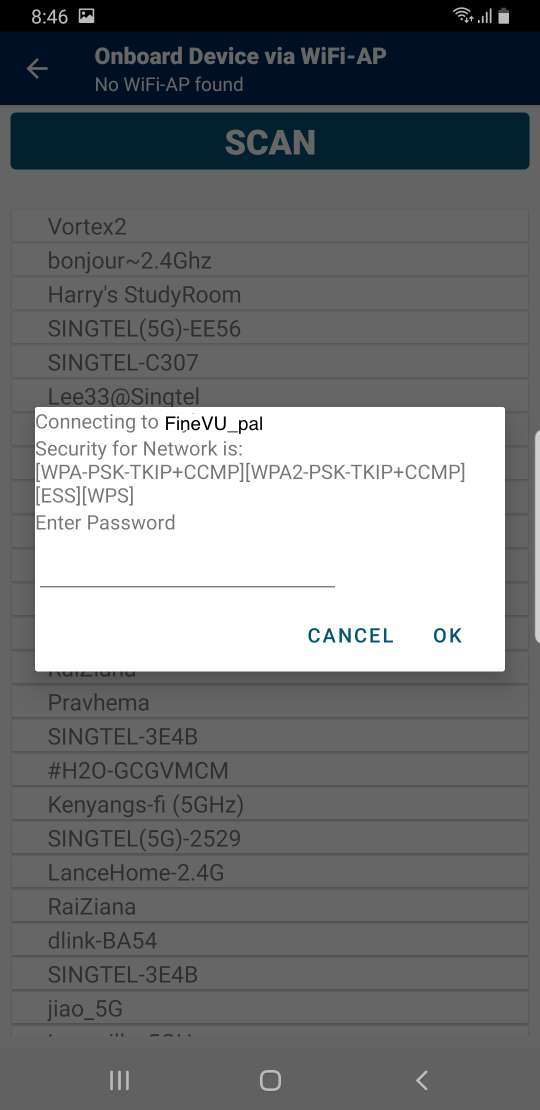 8:46
Onboard Device via WiFi-AP
No WiFi-AP found
SCAN
Vortex2
bonjour~2.4Ghz
Harry's StudyRoom
SINGTEL(5G)-EE56
SINGTEL-C307
Lee33@Singtel
Connecting to FineVU_pal
Security for Network is:
[WPA-PSK-TKIP+CCMP][WPA2-PSK-TKIP+CCMP]
[ESS][WPS]
Enter Password
CANCEL OK
RaiZiana
Pravhema
SINGTEL-3E4B
#H2O-GCGVMCM
Kenyangs-fi (5GHz)
SINGTEL(5G)-2529
LanceHome-2.4G
RaiZiana
dlink-BA54
SINGTEL-3E4B
jiao_5G